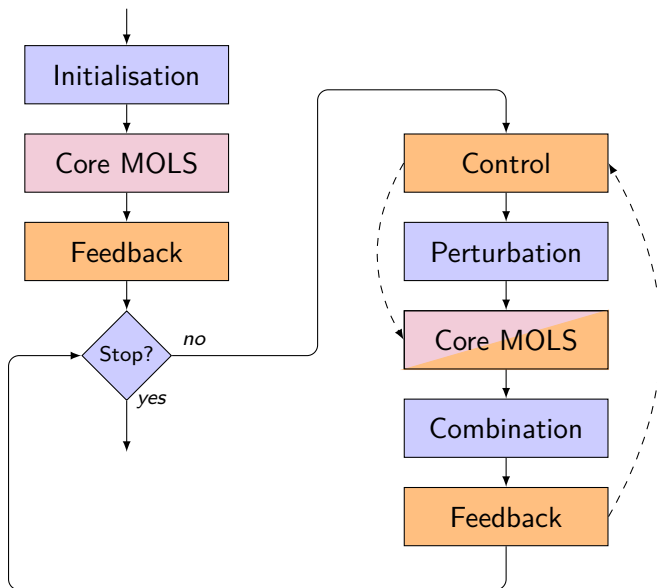 Initialisation
Core MOLS
Feedback
Stop?
no
yes
Control
Perturbation
Core MOLS
Combination
Feedback